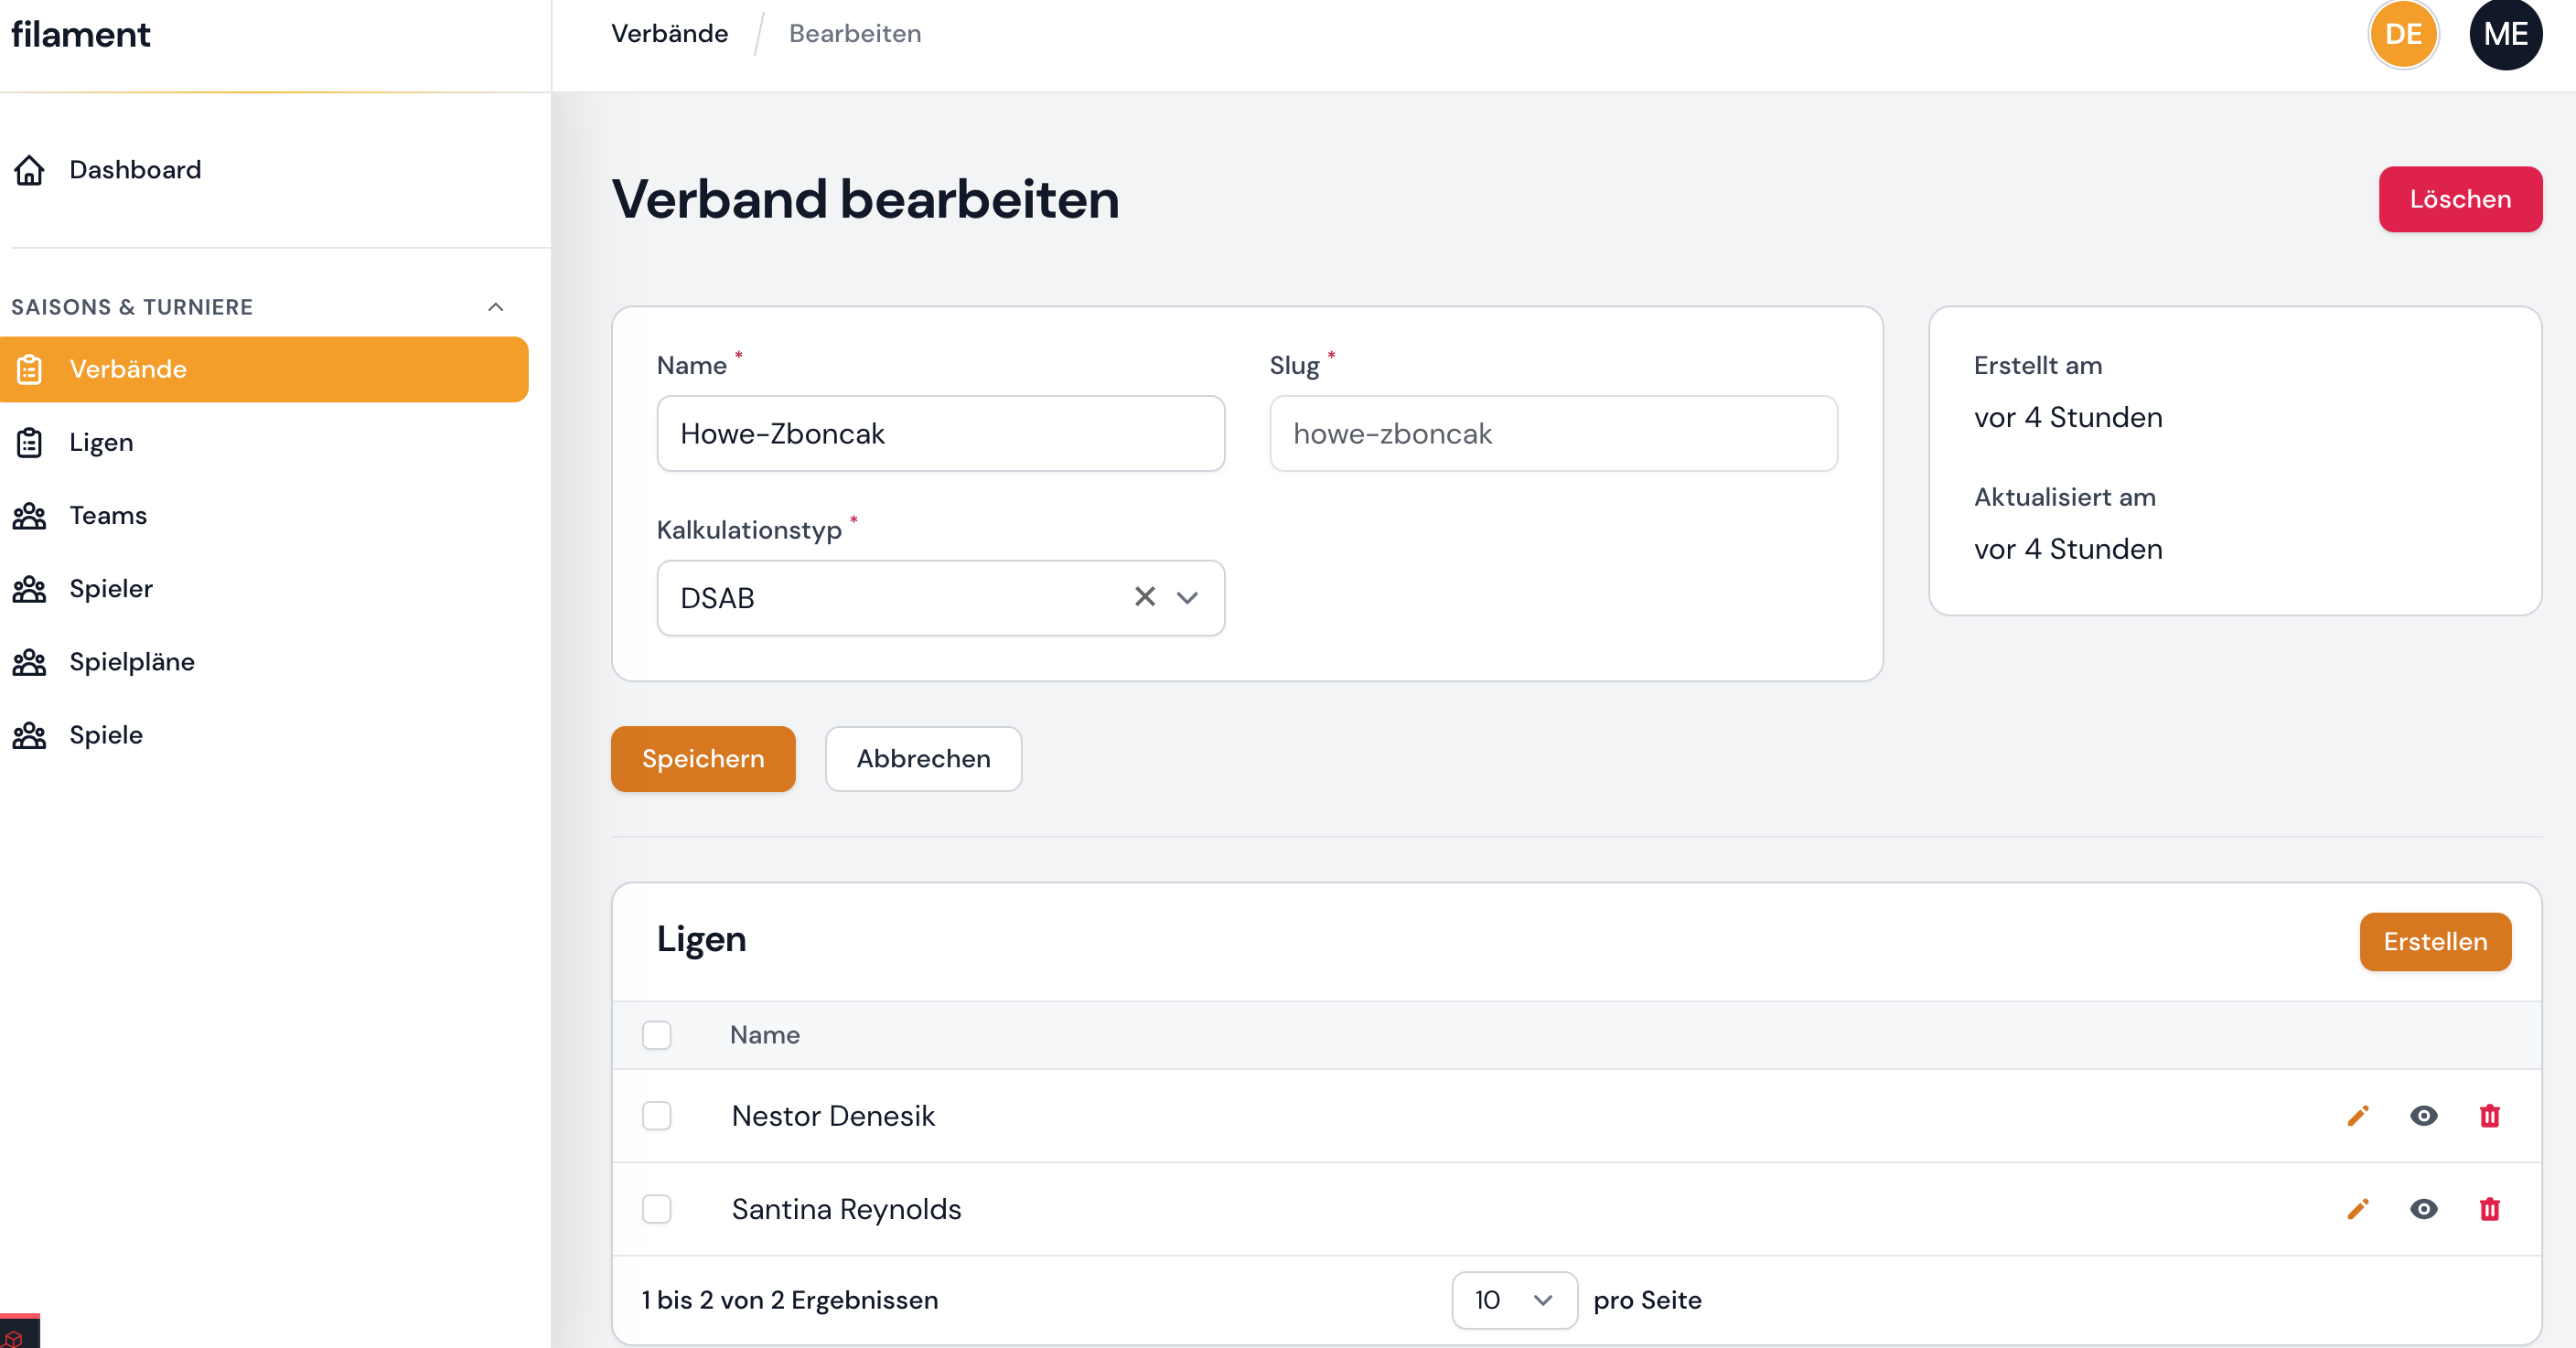 filament
Verbände / Bearbeiten
DE
ME
Dashboard
SAISONS & TURNIERE
Verbände
Ligen
Teams
Spieler
Spielpläne
Spiele
Verband bearbeiten
Löschen
Name *
Howe-Zboncak
Slug *
howe-zboncak
Kalkulationstyp *
DSAB
Erstellt am
vor 4 Stunden
Aktualisiert am
vor 4 Stunden
Speichern
Abbrechen
Ligen
Erstellen
Name
Nestor Denesik
Santina Reynolds
1 bis 2 von 2 Ergebnissen
10
pro Seite